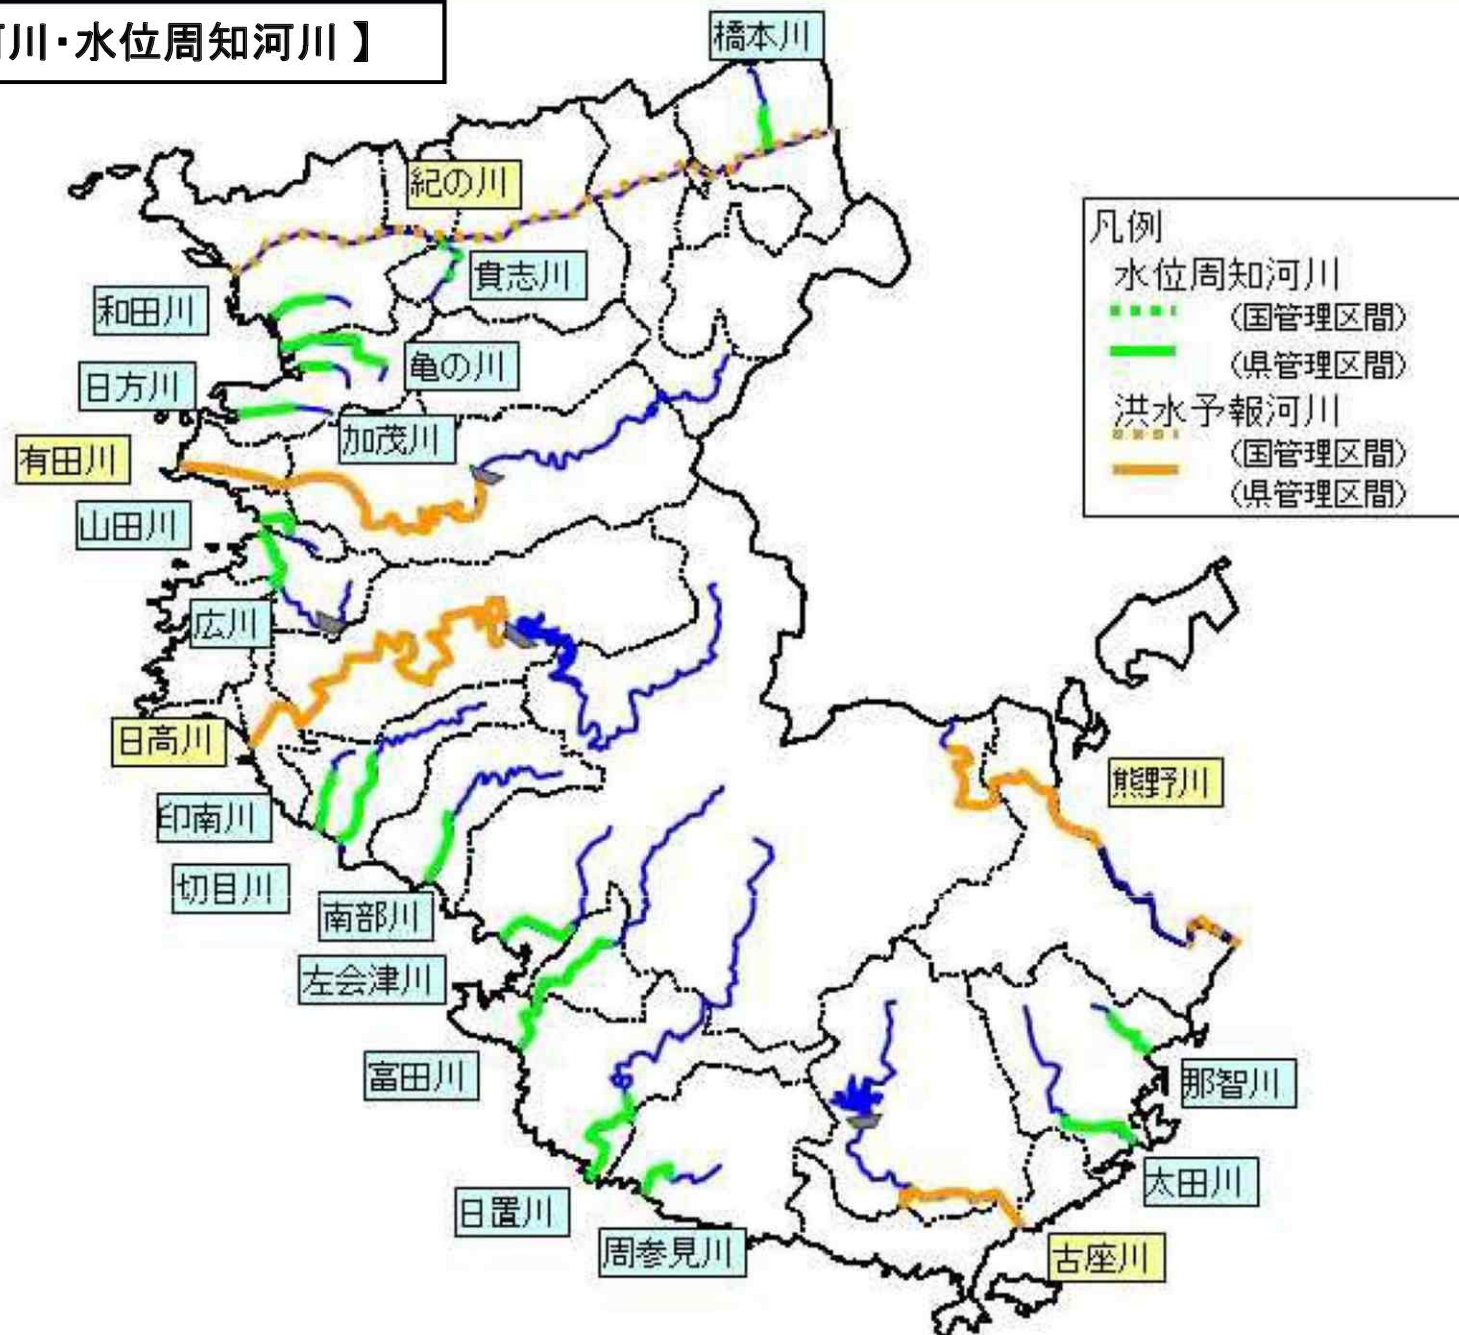 河川・水位周知河川】
橋本川
紀の川
貴志川
和田川
亀の川
日方川
加茂川
有田川
山田川
広川
日高川
印南川
切目川
南部川
左会津川
富田川
日置川
周参見川
熊野川
那智川
太田川
古座川
凡例
水位周知河川
(国管理区間)
(県管理区間)
洪水予報河川
(国管理区間)
(県管理区間)